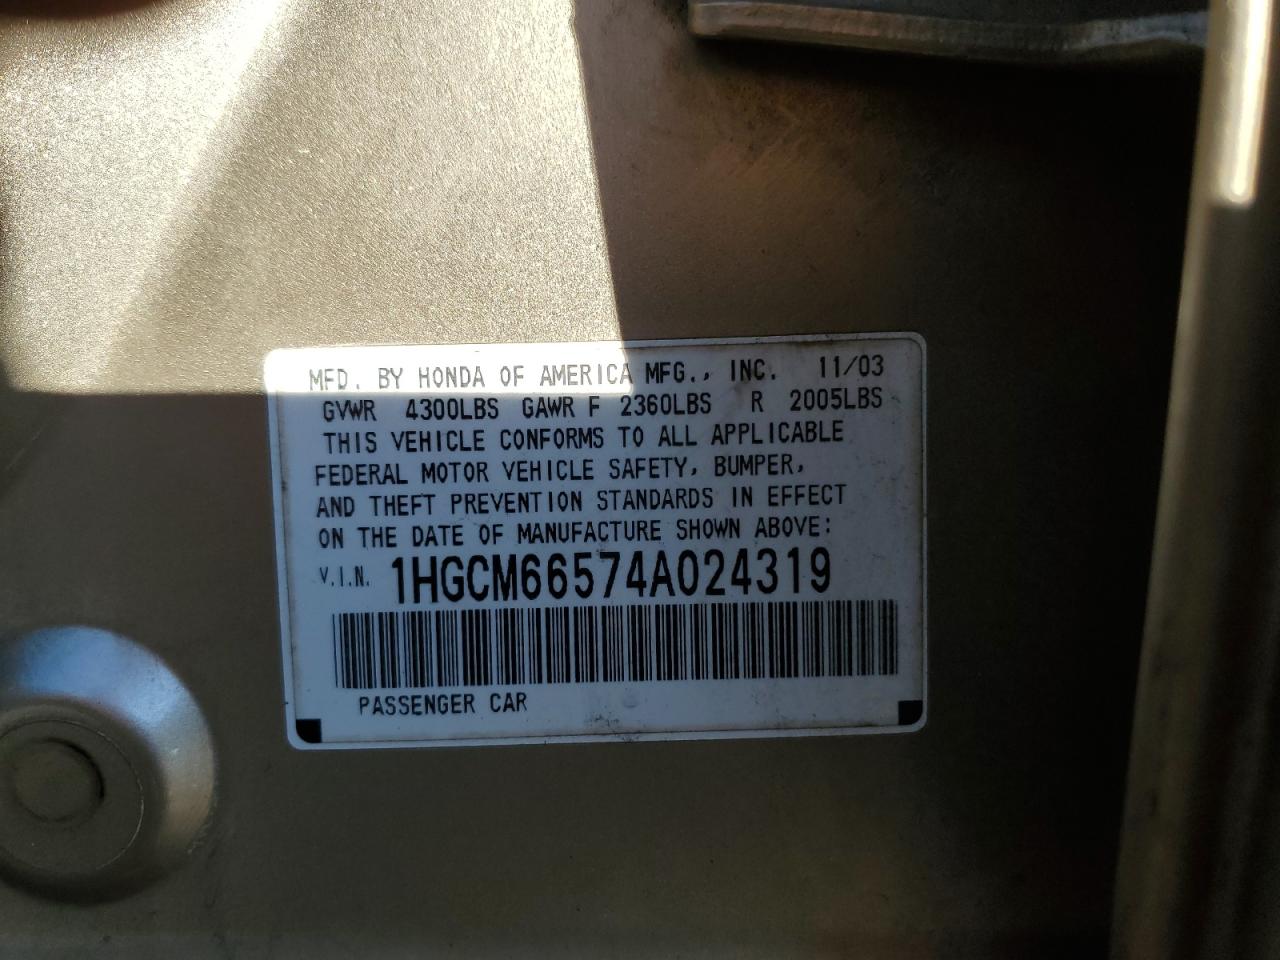 MFD. BY HONDA OF AMERICA MFG., INC. 11/03
GVWR 4300LBS GAWR F 2360LBS R 2005LBS
THIS VEHICLE CONFORMS TO ALL APPLICABLE
FEDERAL MOTOR VEHICLE SAFETY, BUMPER,
AND THEFT PREVENTION STANDARDS IN EFFECT
ON THE DATE OF MANUFACTURE SHOWN ABOVE:
V.I.N. 1HGCM66574A024319
PASSENGER CAR